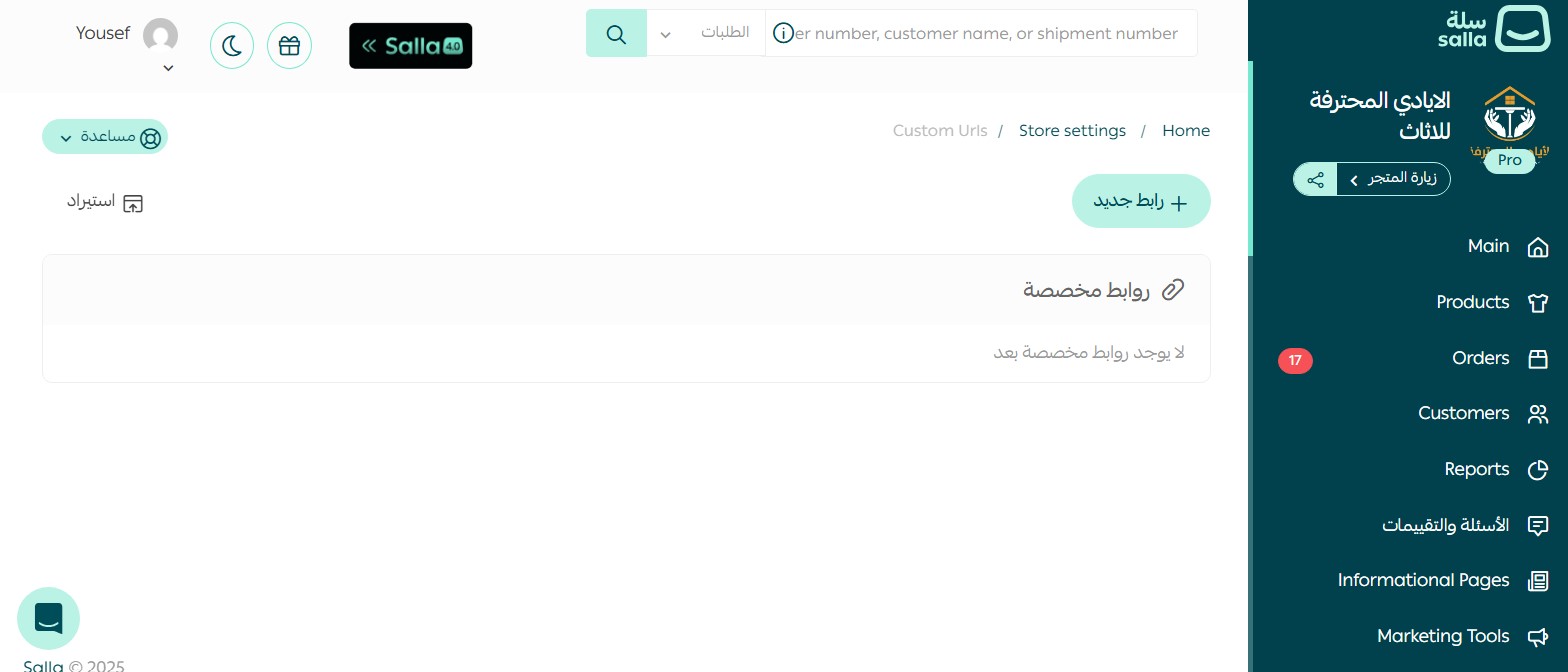 سلة
salla
الايادي المحترفة
للاثاث
Pro
زيارة المتجر
Main
Products
Orders
17
Customers
Reports
الأسئلة والتقييمات
Informational Pages
Marketing Tools
er number, customer name, or shipment number
الطلبات
Salla 4.0
Yousef
Home / Store settings / Custom Urls
مساعدة
رابط جديد
استيراد
روابط مخصصة
لا يوجد روابط مخصصة بعد
Salla © 2025